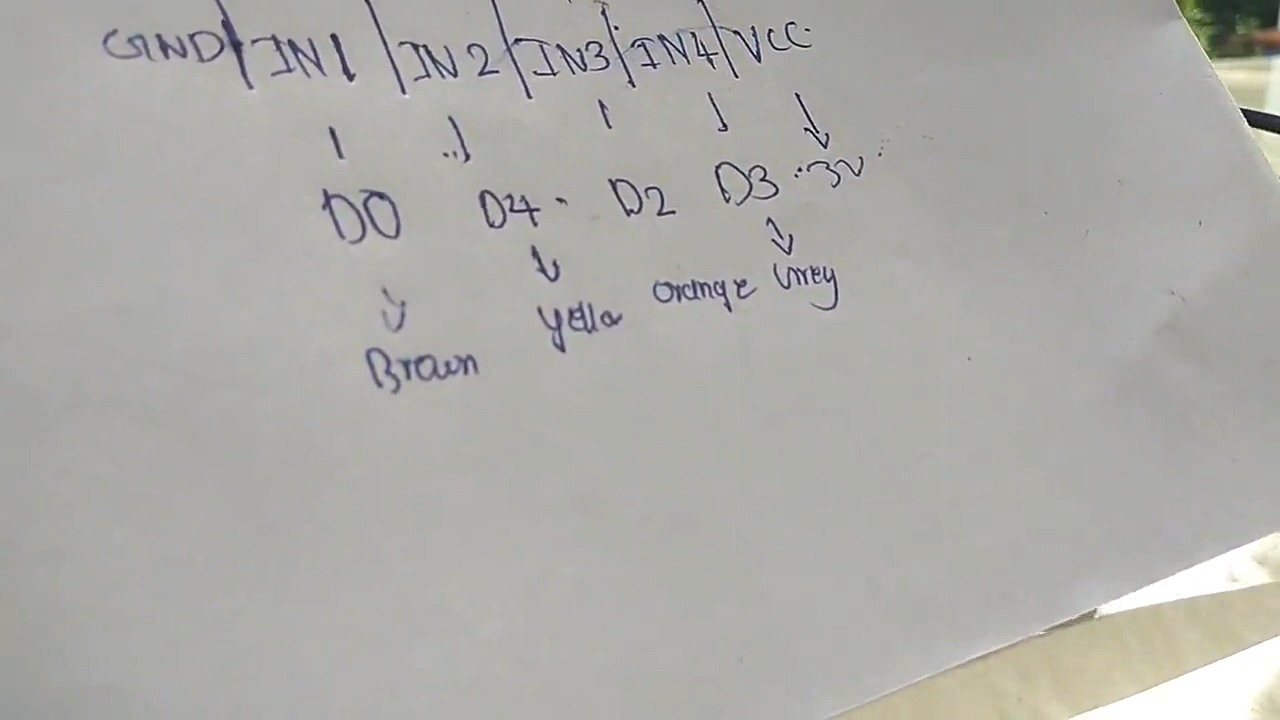 GND | IN1 | IN2 | IN3 | IN4 | VCC
D0 D4 D2 D3 3V
Brown yello orange Grey